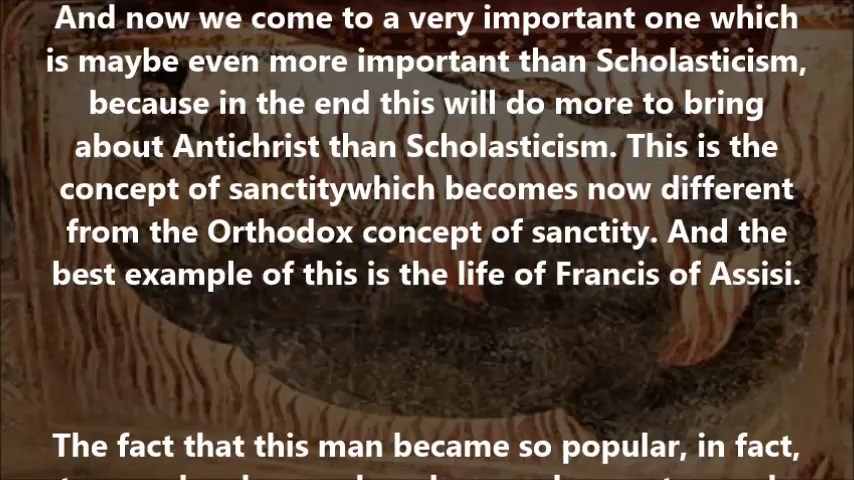 And now we come to a very important one which
is maybe even more important than Scholasticism,
because in the end this will do more to bring
about Antichrist than Scholasticism. This is the
concept of sanctitywhich becomes now different
from the Orthodox concept of sanctity. And the
best example of this is the life of Francis of Assisi.
The fact that this man became so popular, in fact,